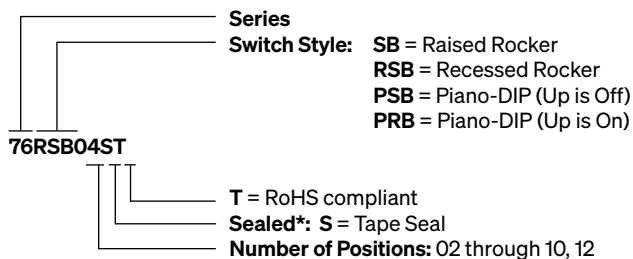 Series
Switch Style: SB = Raised Rocker
RSB = Recessed Rocker
PSB = Piano-DIP (Up is Off)
PRB = Piano-DIP (Up is On)
76RSB04ST
T = RoHS compliant
Sealed*: S = Tape Seal
Number of Positions: 02 through 10, 12